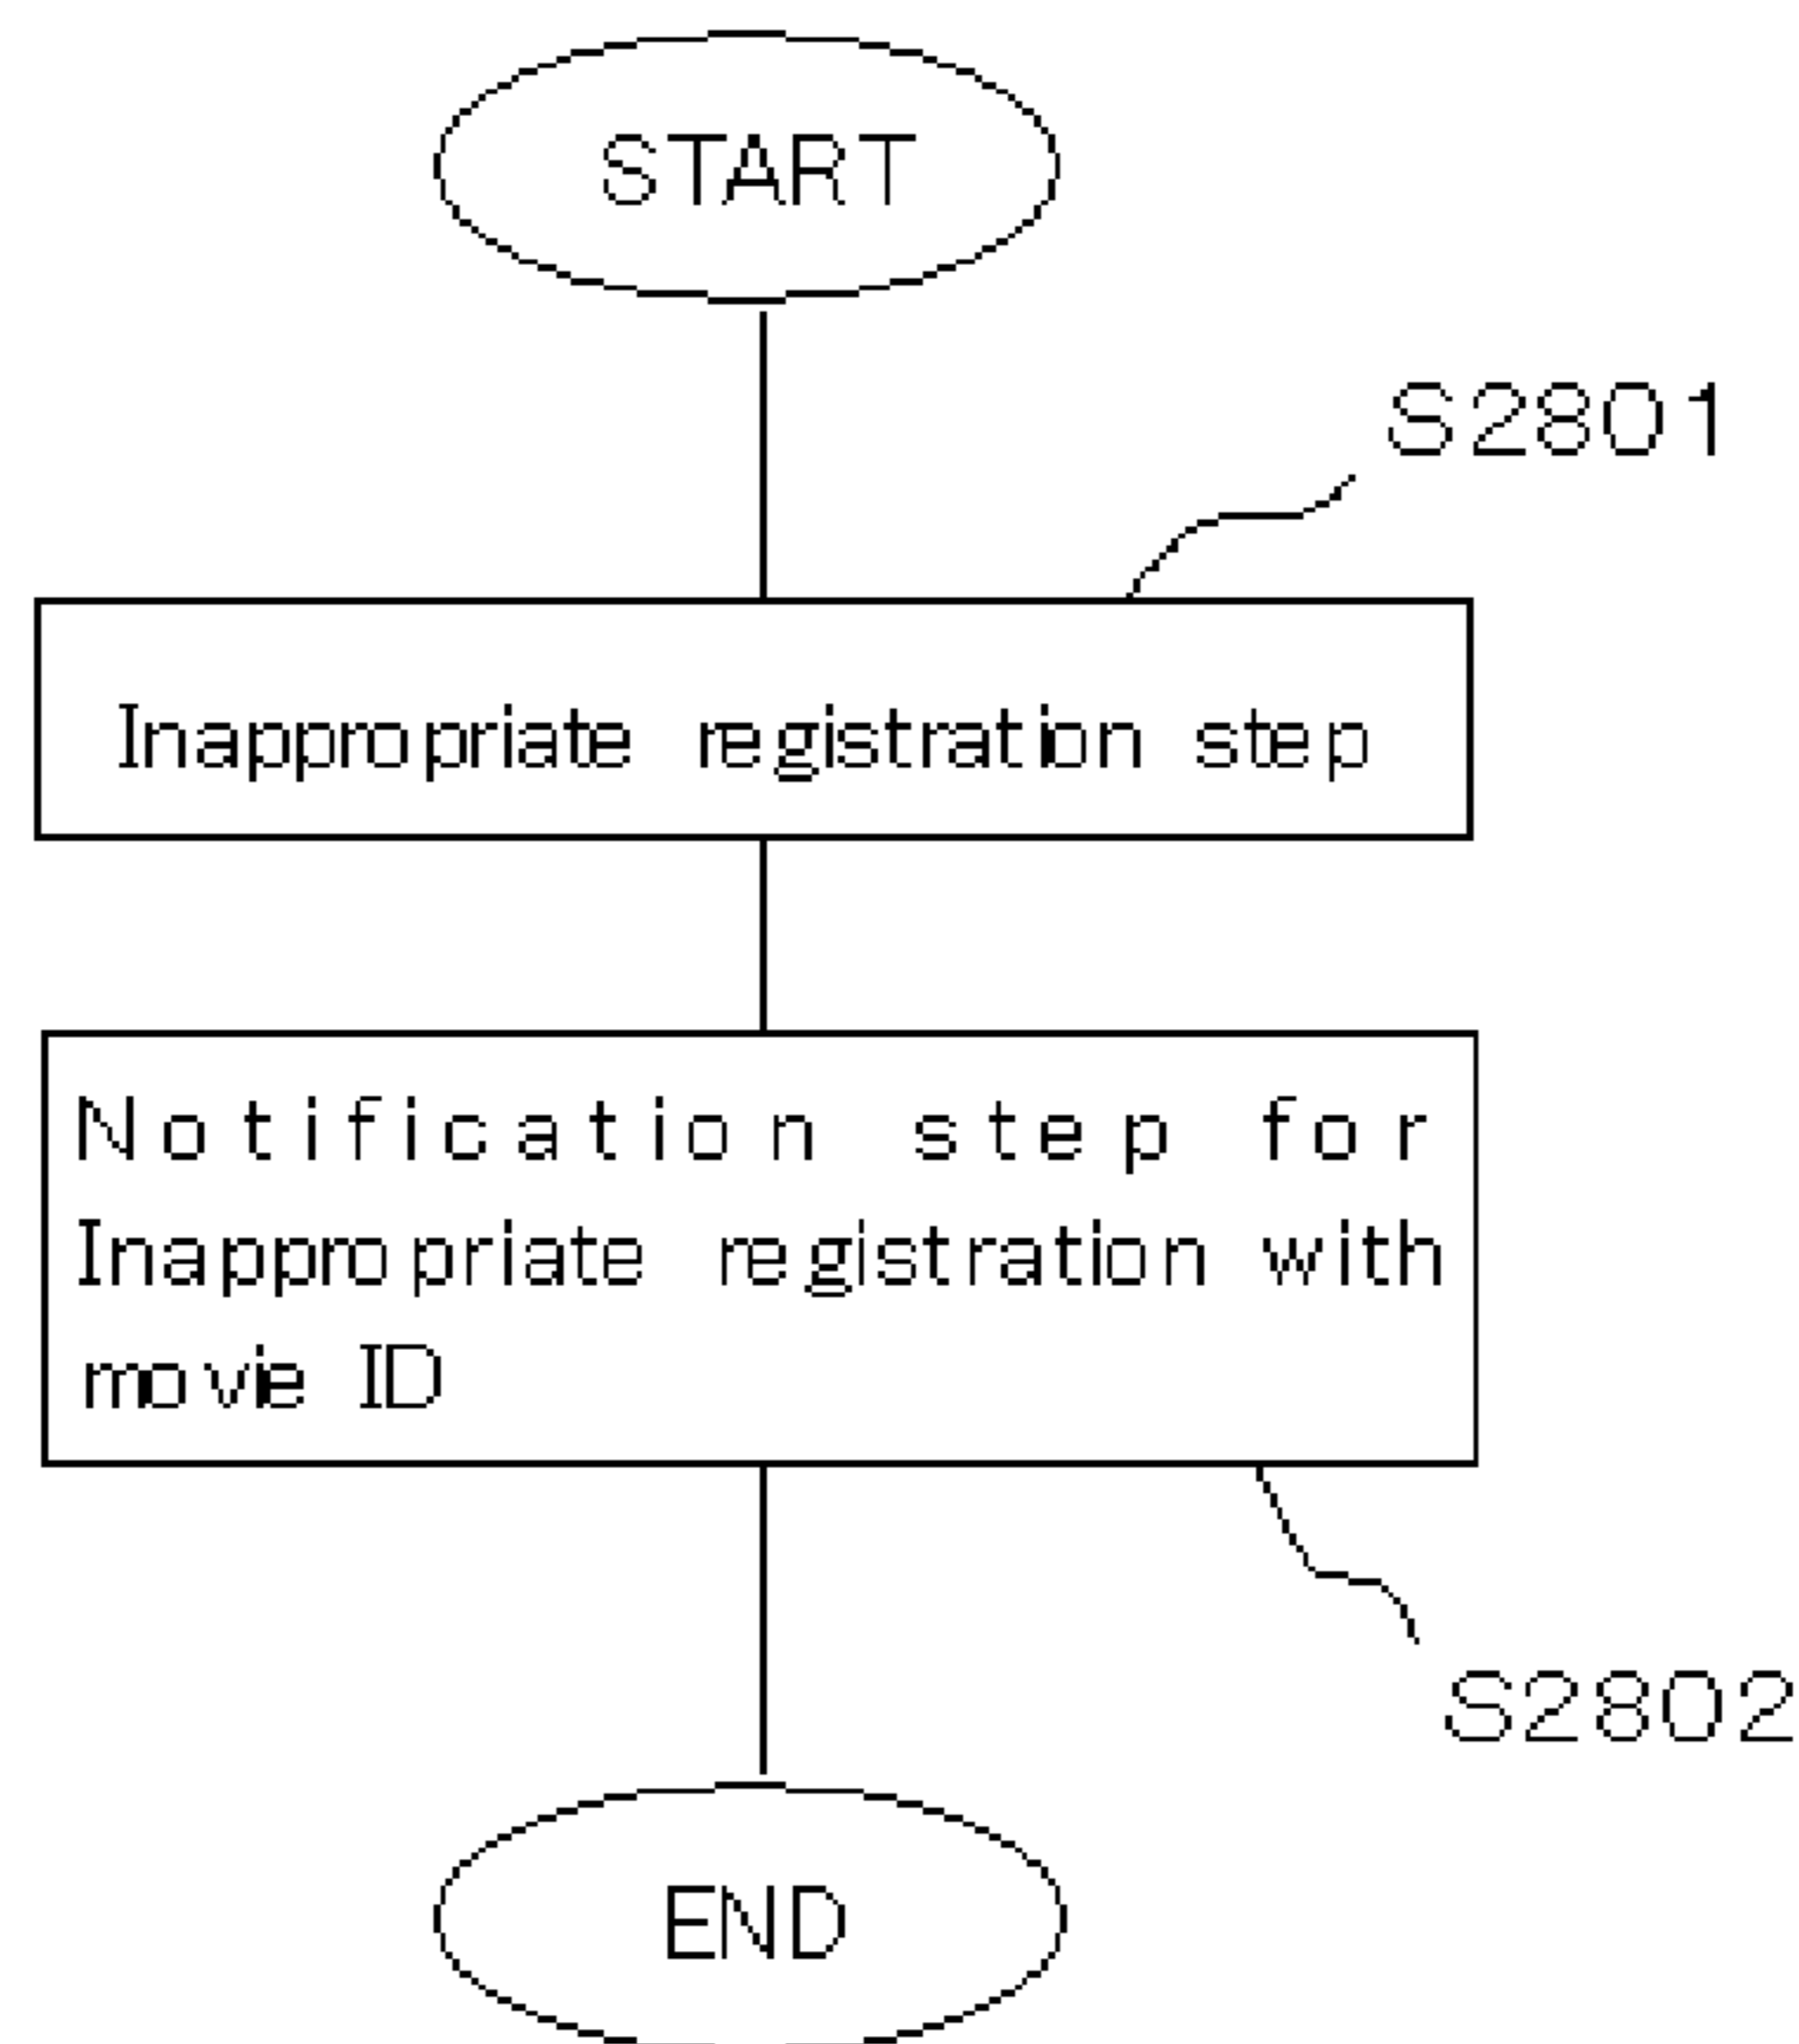 START
S2801
Inappropriate registration step
Notification step for
Inappropriate registration with
movie ID
S2802
END